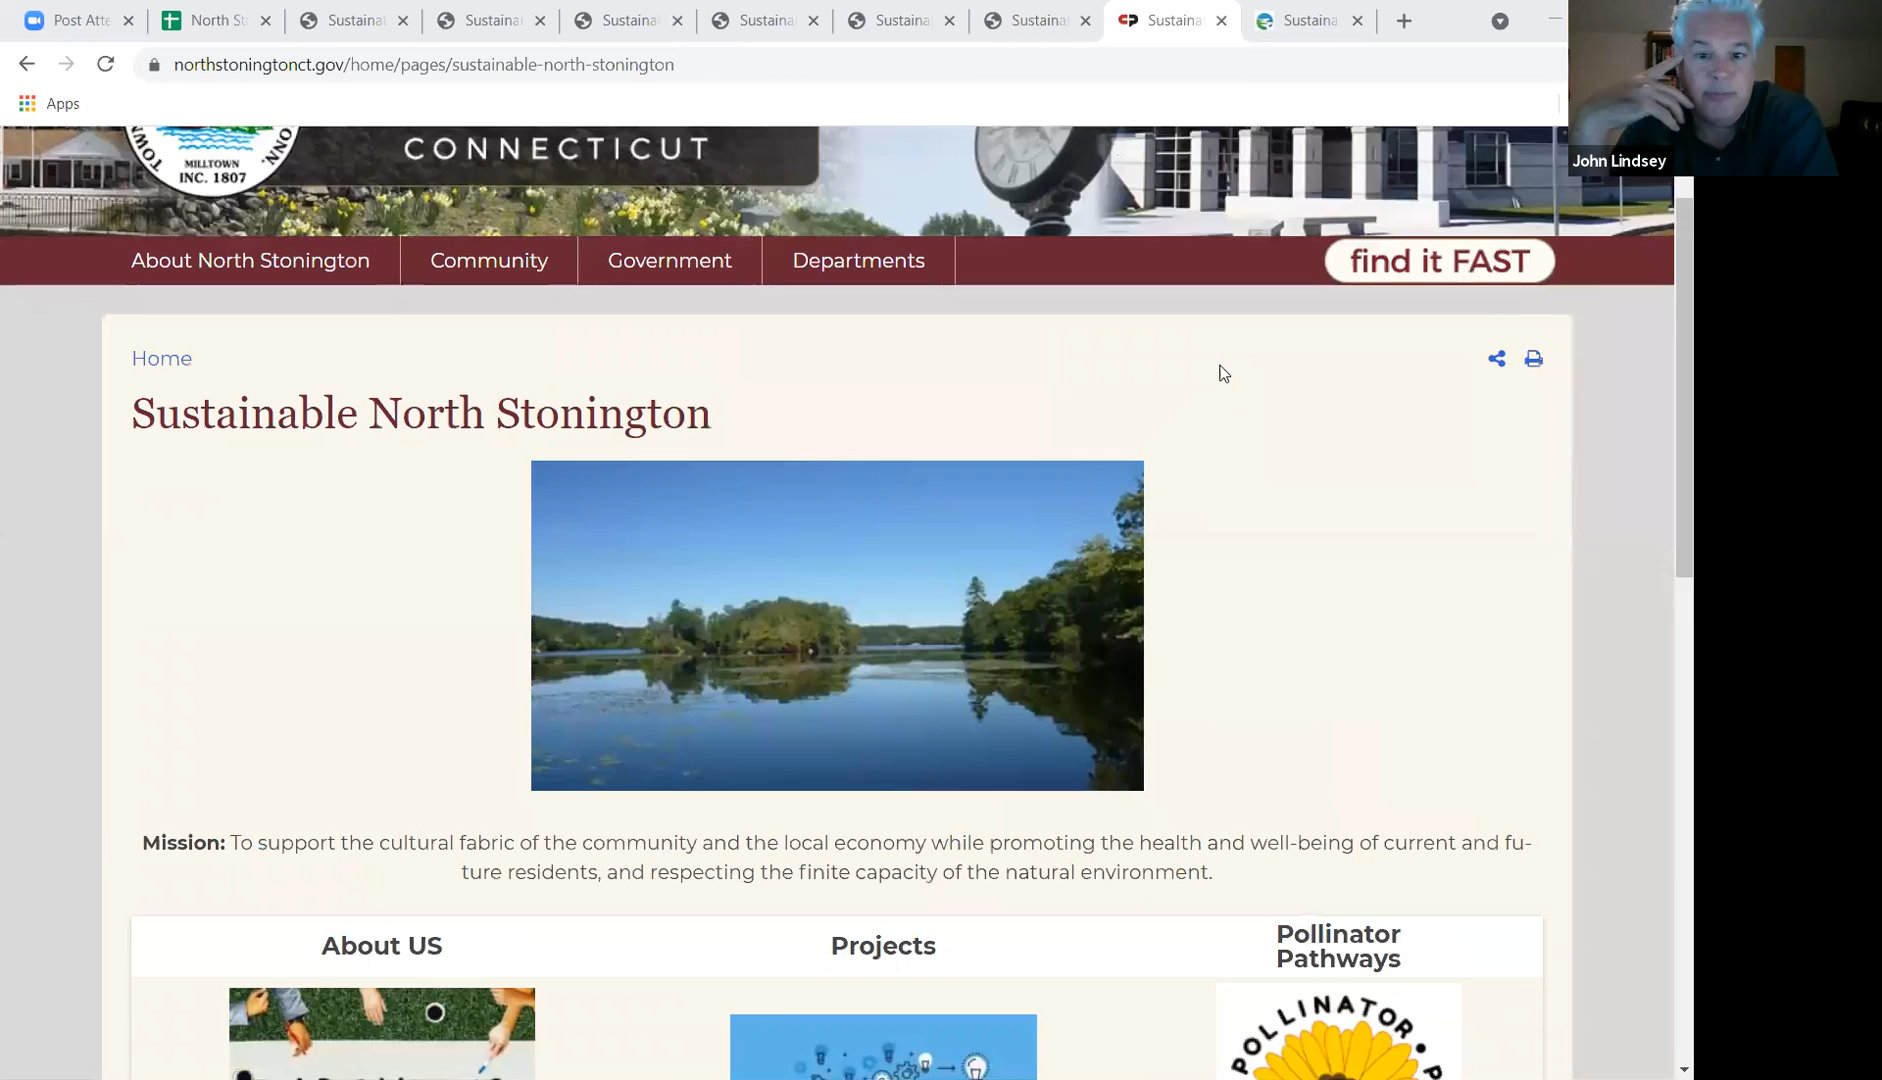 Post Atte
North St
Sustaina
Sustaina
Sustaina
Sustaina
Sustaina
Sustaina
Sustaina
Sustaina
northstoningtonct.gov/home/pages/sustainable-north-stonington
Apps
John Lindsey
TOWN
CONN.
MILLTOWN
INC. 1807
CONNECTICUT
About North Stonington
Community
Government
Departments
find it FAST
Home
Sustainable North Stonington
Mission: To support the cultural fabric of the community and the local economy while promoting the health and well-being of current and fu-
ture residents, and respecting the finite capacity of the natural environment.
About US
Projects
Pollinator
Pathways
POLLINATOR • P